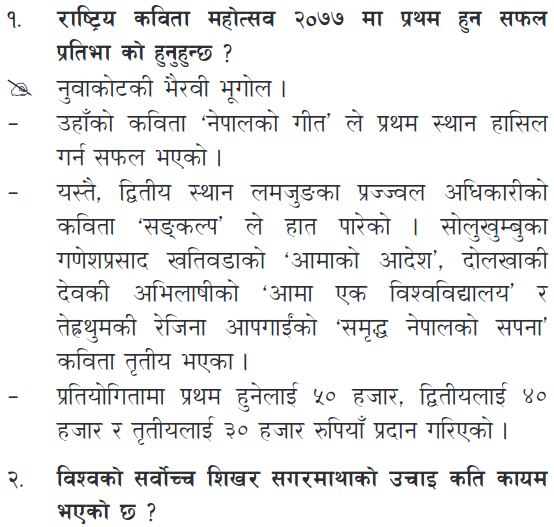 १. राष्ट्रिय कविता महोत्सव २०७७ मा प्रथम हुन सफल
प्रतिभा को हुनुहुन्छ ?
नुवाकोटकी भैरवी भूगोल ।
– उहाँको कविता ‘नेपालको गीत’ ले प्रथम स्थान हासिल
गर्न सफल भएको ।
– यस्तै, द्वितीय स्थान लमजुङका प्रज्ज्वल अधिकारीको
कविता ‘सङ्कल्प’ ले हात पारेको । सोलुखुम्बुका
गणेशप्रसाद खतिवडाको ‘आमाको आदेश’, दोलखाकी
देवकी अभिलाषीको ‘आमा एक विश्वविद्यालय’ र
तेह्रथुमकी रेजिना आपगाईंको ‘समृद्ध नेपालको सपना’
कविता तृतीय भएका ।
– प्रतियोगितामा प्रथम हुनेलाई ५० हजार, द्वितीयलाई ४०
हजार र तृतीयलाई ३० हजार रुपियाँ प्रदान गरिएको ।
२. विश्वको सर्वोच्च शिखर सगरमाथाको उचाइ कति कायम
भएको छ ?